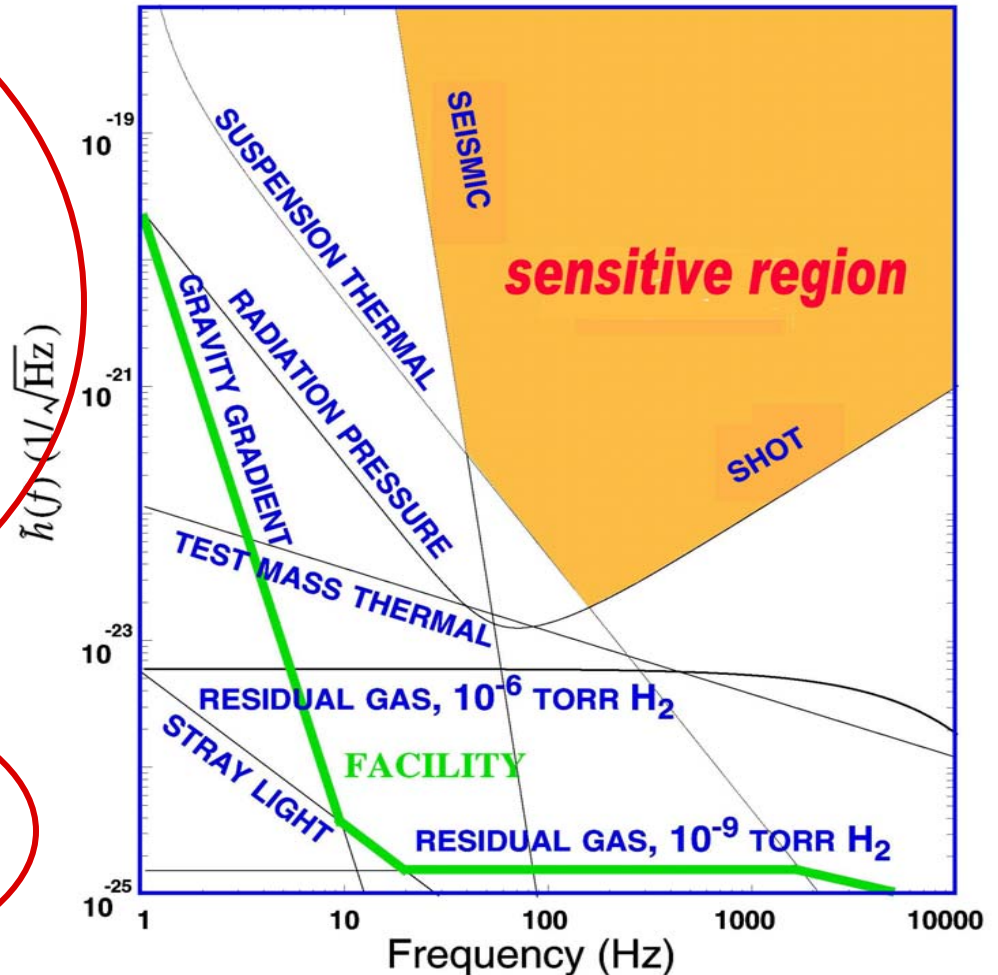 10^-19
10^-21
10^-23
10^-25
h̃(f) (1/√Hz)
SEISMIC
SUSPENSION THERMAL
sensitive region
GRAVITY GRADIENT
RADIATION PRESSURE
SHOT
TEST MASS THERMAL
RESIDUAL GAS, 10^-6 TORR H₂
STRAY LIGHT
FACILITY
RESIDUAL GAS, 10^-9 TORR H₂
1 10 100 1000 10000
Frequency (Hz)